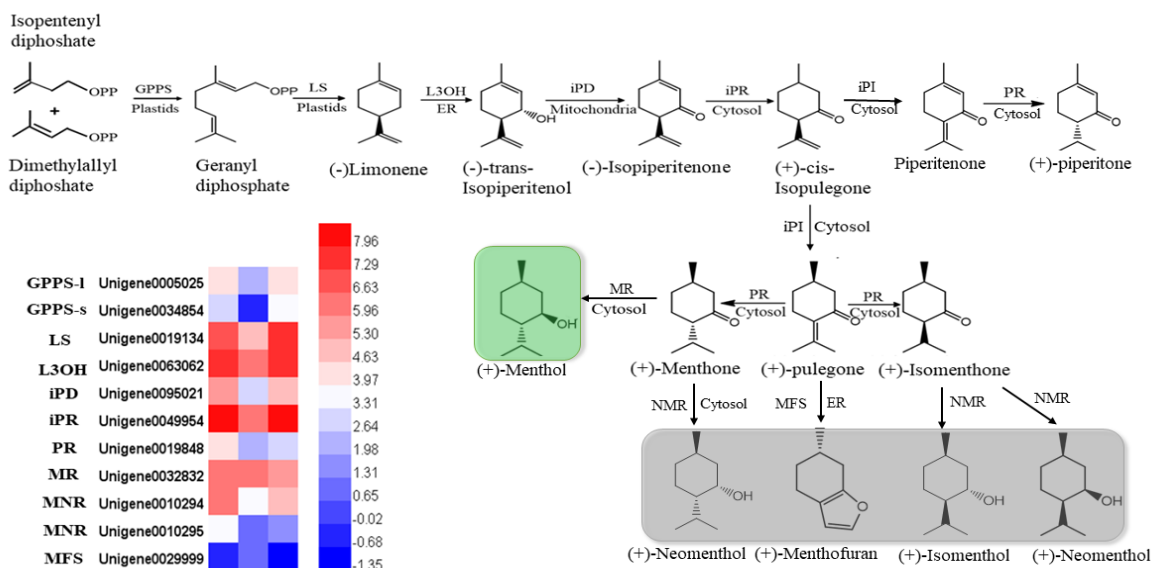 Isopentenyl
diphoshate
OPP
+
OPP
Dimethylallyl
diphoshate
GPPS
Plastids
OPP
Geranyl
diphosphate
LS
Plastids
(-)Limonene
L3OH
ER
OH
(-)-trans-
Isopiperitenol
iPD
Mitochondria
O
(-)-Isopiperitenone
iPR
Cytosol
O
(+)-cis-
Isopulegone
iPI
Cytosol
O
Piperitenone
PR
Cytosol
O
(+)-piperitone
iPI Cytosol
OH
(+)-Menthol
MR
Cytosol
O
(+)-Menthone
PR
Cytosol
O
(+)-pulegone
PR
Cytosol
O
(+)-Isomenthone
NMR Cytosol
MFS ER
NMR
NMR
OH
(+)-Neomenthol
O
(+)-Menthofuran
OH
(+)-Isomenthol
OH
(+)-Neomenthol
GPPS-l Unigene0005025
GPPS-s Unigene0034854
LS Unigene0019134
L3OH Unigene0063062
iPD Unigene0095021
iPR Unigene0049954
PR Unigene0019848
MR Unigene0032832
MNR Unigene0010294
MNR Unigene0010295
MFS Unigene0029999
7.96
7.29
6.63
5.96
5.30
4.63
3.97
3.31
2.64
1.98
1.31
0.65
-0.02
-0.68
-1.35